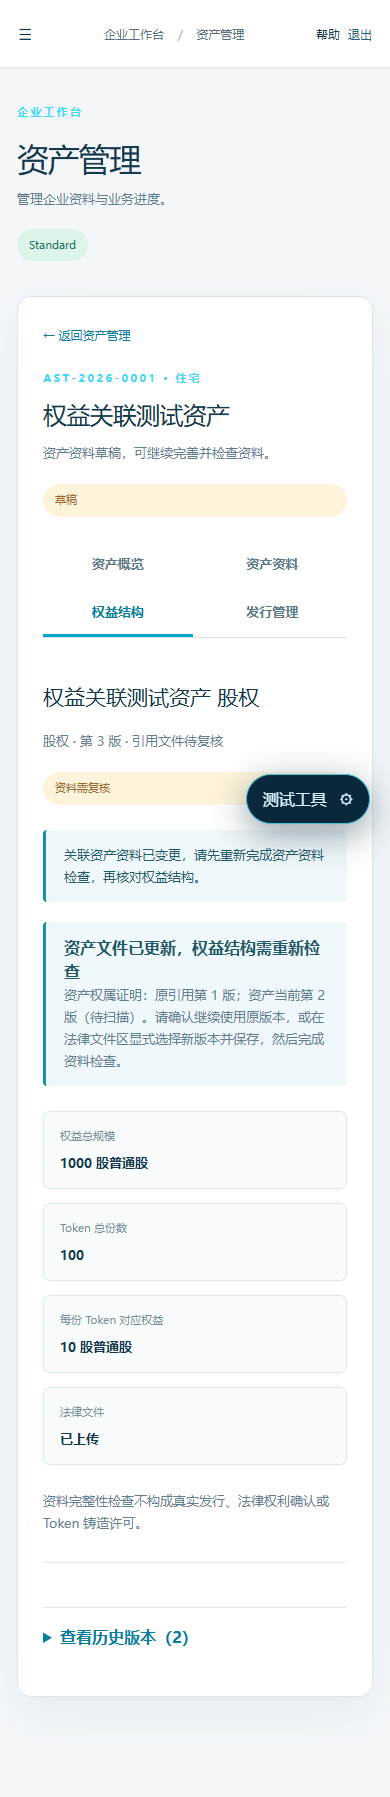 ☰ 企业工作台 / 资产管理 帮助 退出
企业工作台
资产管理
管理企业资料与业务进度。
Standard
← 返回资产管理
AST-2026-0001 • 住宅
权益关联测试资产
资产资料草稿，可继续完善并检查资料。
草稿
资产概览 资产资料
权益结构 发行管理
权益关联测试资产 股权
股权 · 第 3 版 · 引用文件待复核
资料需复核
测试工具 ⚙
关联资产资料已变更，请先重新完成资产资料
检查，再核对权益结构。
资产文件已更新，权益结构需重新检
查
资产权属证明：原引用第 1 版；资产当前第 2
版（待扫描）。请确认继续使用原版本，或在
法律文件区显式选择新版本并保存，然后完成
资料检查。
权益总规模
1000 股普通股
Token 总份数
100
每份 Token 对应权益
10 股普通股
法律文件
已上传
资料完整性检查不构成真实发行、法律权利确认或
Token 铸造许可。
▶ 查看历史版本（2）